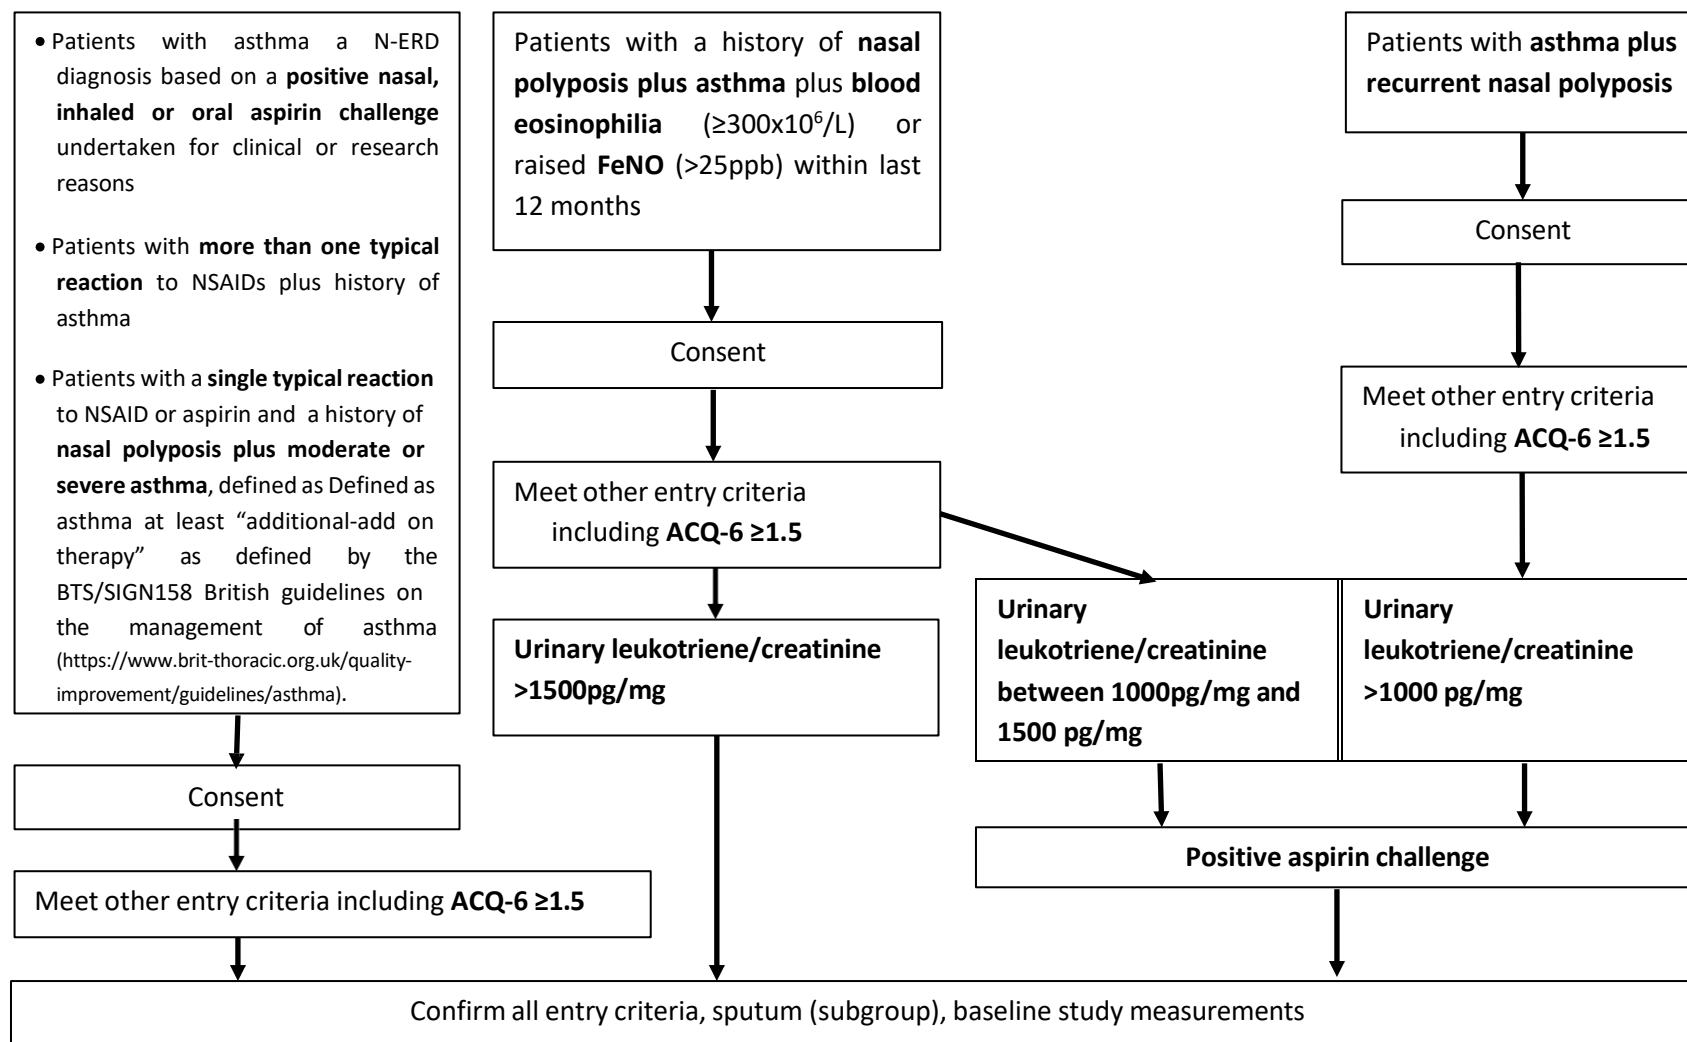 • Patients with asthma a N-ERD
diagnosis based on a positive nasal,
inhaled or oral aspirin challenge
undertaken for clinical or research
reasons
• Patients with more than one typical
reaction to NSAIDs plus history of
asthma
• Patients with a single typical reaction
to NSAID or aspirin and a history of
nasal polyposis plus moderate or
severe asthma, defined as Defined as
asthma at least “additional-add on
therapy” as defined by the
BTS/SIGN158 British guidelines on
the management of asthma
(https://www.brit-thoracic.org.uk/quality-
improvement/guidelines/asthma).
Consent
Meet other entry criteria including ACQ-6 ≥1.5
Patients with a history of nasal
polyposis plus asthma plus blood
eosinophilia (≥300x10⁶/L) or
raised FeNO (>25ppb) within last
12 months
Consent
Meet other entry criteria
including ACQ-6 ≥1.5
Urinary leukotriene/creatinine
>1500pg/mg
Patients with asthma plus
recurrent nasal polyposis
Consent
Meet other entry criteria
including ACQ-6 ≥1.5
Urinary
leukotriene/creatinine
between 1000pg/mg and
1500 pg/mg
Urinary
leukotriene/creatinine
>1000 pg/mg
Positive aspirin challenge
Confirm all entry criteria, sputum (subgroup), baseline study measurements